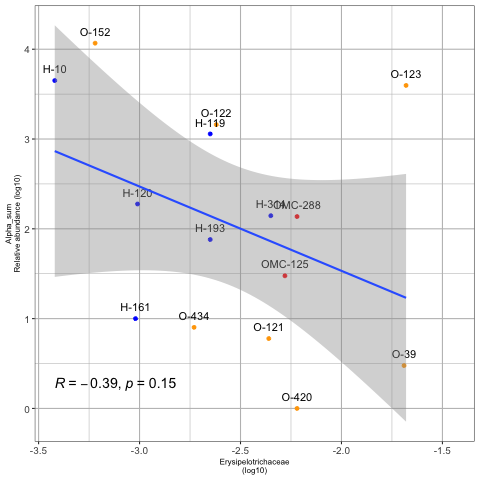 O-152
4
H-10
O-123
O-122
H-119
3
H-120
OMC-288
2
H-193
OMC-125
H-161
O-434
1
O-121
O-39
R = −0.39, p = 0.15
O-420
0
-3.5 -3.0 -2.5 -2.0 -1.5
Erysipelotrichaceae
(log10)
Alpha_sum
Relative abundance (log10)